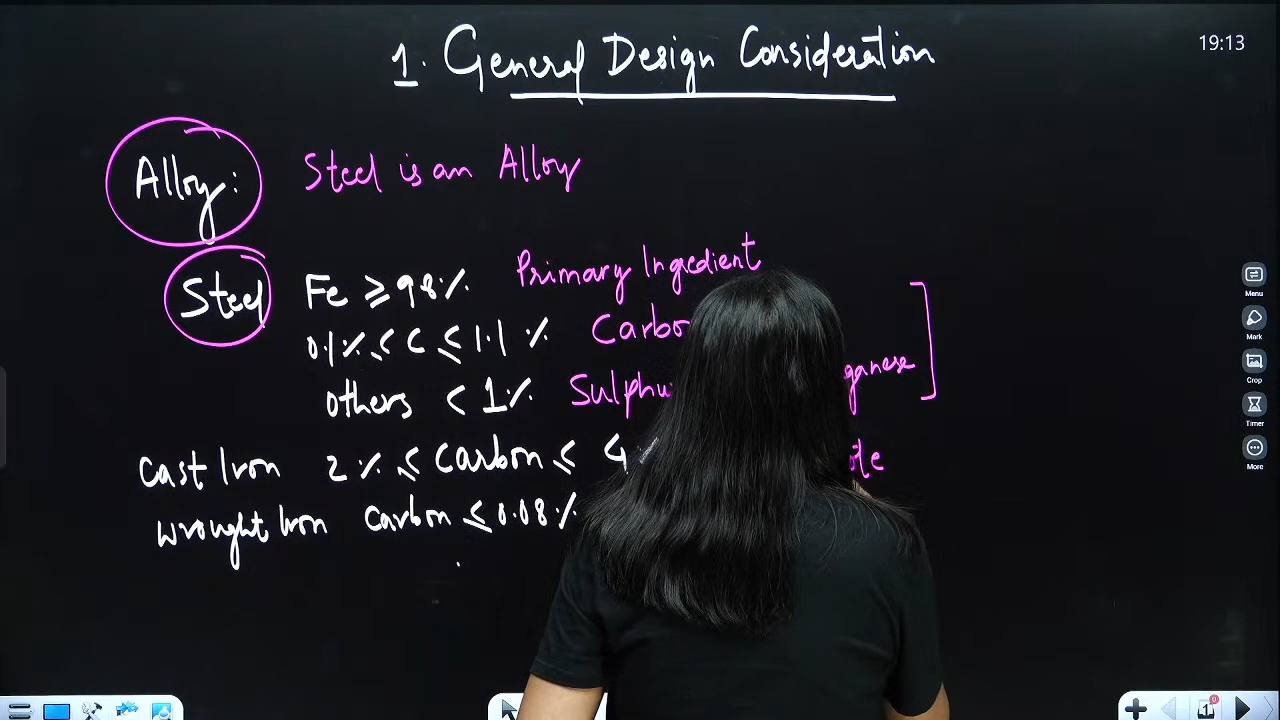 1. General Design Consideration
19:13
Alloy: Steel is an Alloy
Steel Fe ≥ 98% Primary Ingredient
0.1% ≤ C ≤ 1.1 % Carbo
others < 1% Sulphu ganese
Cast Iron 2% ≤ Carbon ≤ 4
Wrought Iron Carbon ≤ 0.08%
Menu
Mark
Crop
Timer
More
1